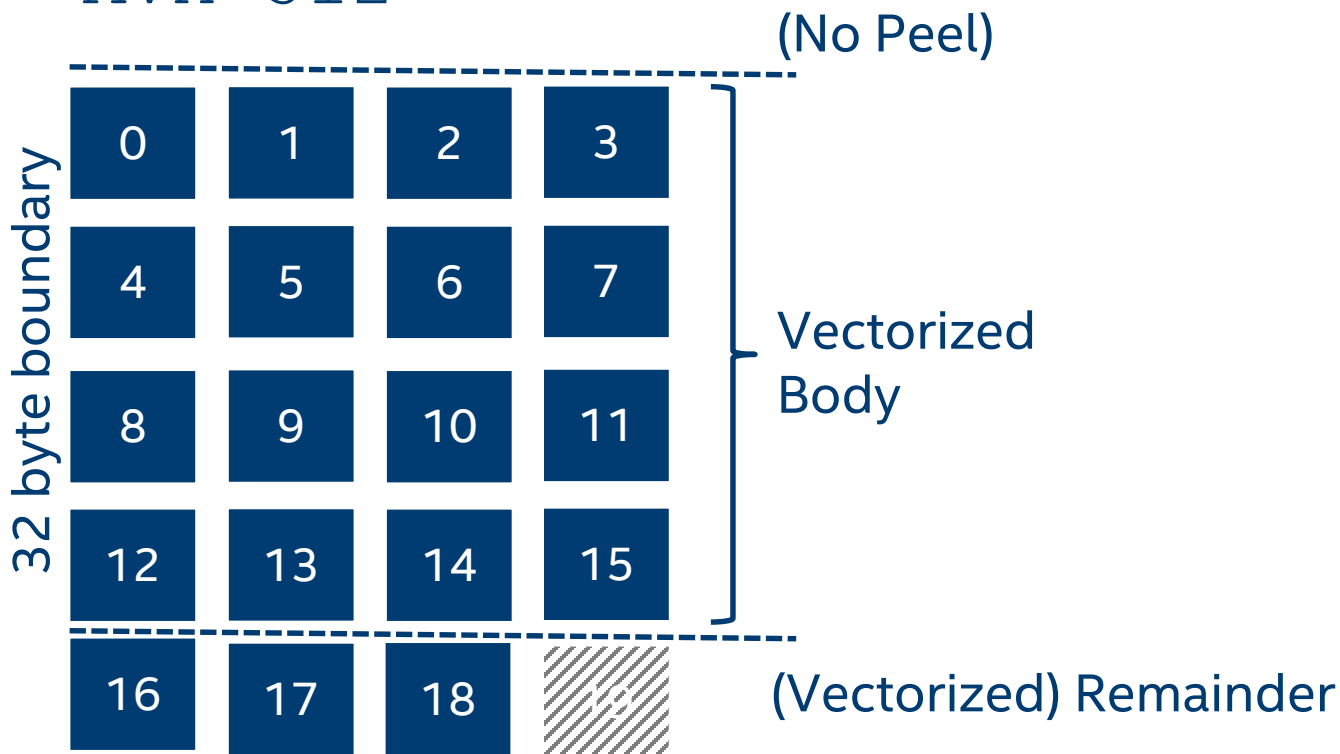 (No Peel)
32 byte boundary
0 1 2 3
4 5 6 7
8 9 10 11
12 13 14 15
Vectorized
Body
16 17 18 19
(Vectorized) Remainder